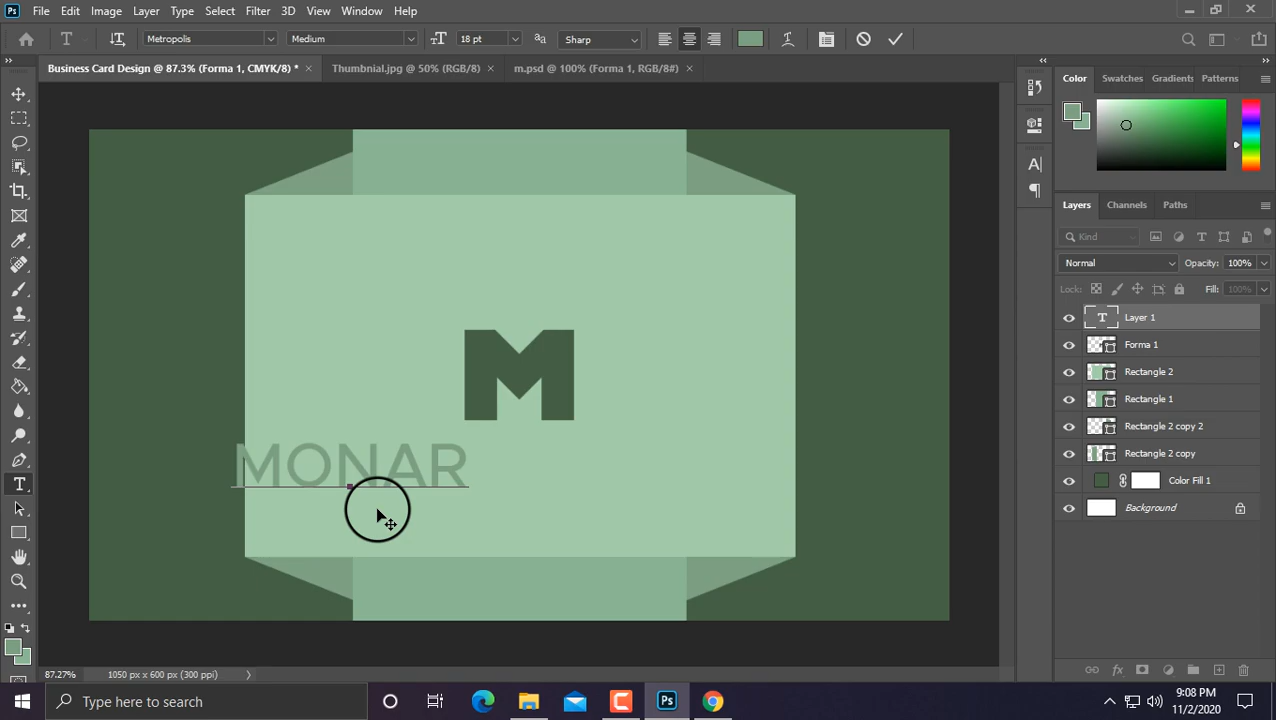 Ps File Edit Image Layer Type Select Filter 3D View Window Help
T Metropolis Medium 18 pt Sharp
Business Card Design @ 87.3% (Forma 1, CMYK/8) * Thumbnial.jpg @ 50% (RGB/8) m.psd @ 100% (Forma 1, RGB/8#)
Color Swatches Gradients Patterns
M
MONAR
Layers Channels Paths
Kind
Normal Opacity: 100%
Lock: Fill: 100%
Layer 1
Forma 1
Rectangle 2
Rectangle 1
Rectangle 2 copy 2
Rectangle 2 copy
Color Fill 1
Background
87.27% 1050 px x 600 px (300 ppi)
Type here to search
9:08 PM
11/2/2020